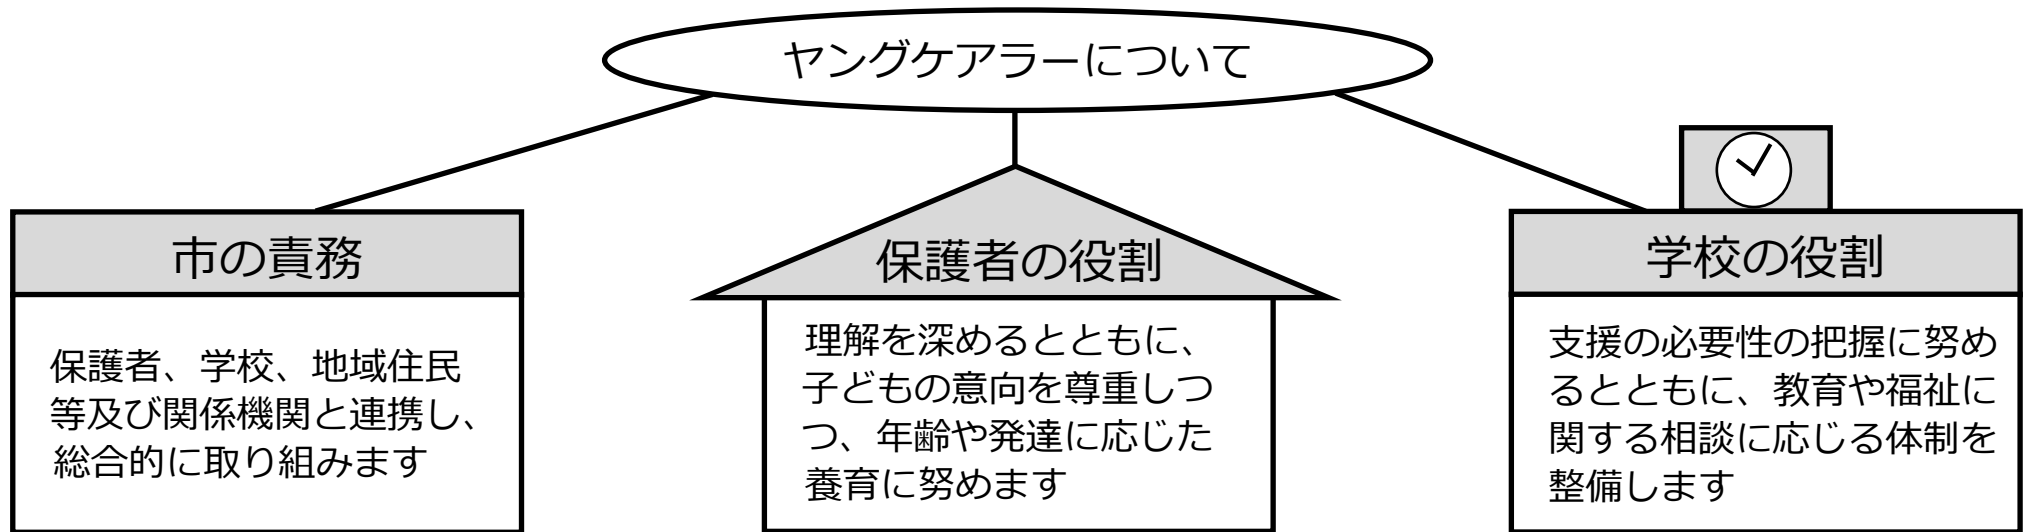 ヤングケアラーについて
市の責務
保護者、学校、地域住民
等及び関係機関と連携し、
総合的に取り組みます
保護者の役割
理解を深めるとともに、
子どもの意向を尊重しつ
つ、年齢や発達に応じた
養育に努めます
学校の役割
支援の必要性の把握に努め
るとともに、教育や福祉に
関する相談に応じる体制を
整備します